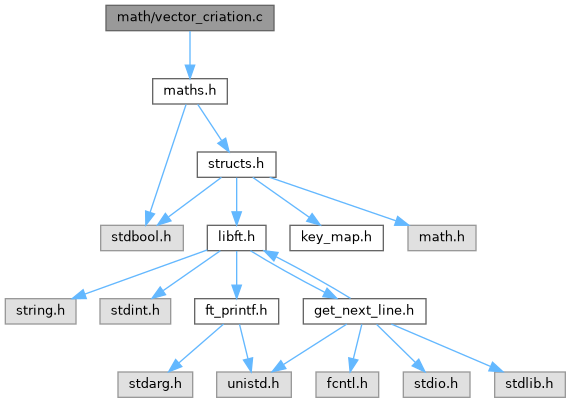 math/vector_criation.c
maths.h
structs.h
stdbool.h
libft.h
key_map.h
math.h
string.h
stdint.h
ft_printf.h
get_next_line.h
stdarg.h
unistd.h
fcntl.h
stdio.h
stdlib.h